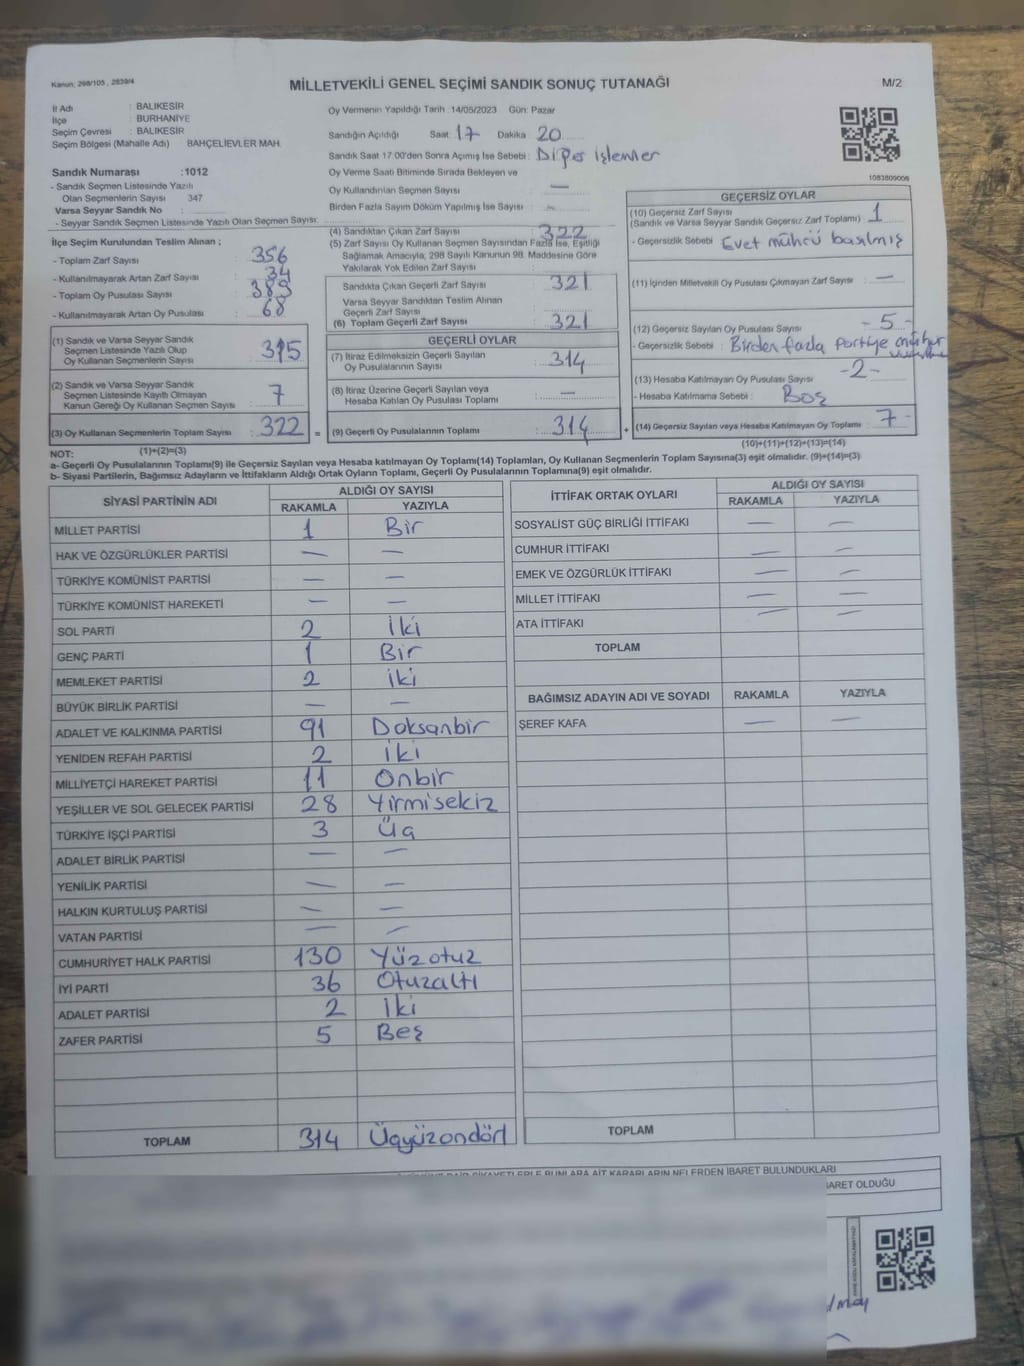 Kanun: 298/105 , 2839/4
MİLLETVEKİLİ GENEL SEÇİMİ SANDIK SONUÇ TUTANAĞI
M/2
İl Adı : BALIKESİR
İlçe : BURHANİYE
Seçim Çevresi : BALIKESİR
Seçim Bölgesi (Mahalle Adı) BAHÇELİEVLER MAH.
Sandık Numarası :1012
- Sandık Seçmen Listesinde Yazılı
Olan Seçmenlerin Sayısı 347
Varsa Seyyar Sandık No :
- Seyyar Sandık Seçmen Listesinde Yazılı Olan Seçmen Sayısı:
Oy Vermenin Yapıldığı Tarih :14/05/2023 Gün: Pazar
Sandığın Açıldığı Saat 17 Dakika 20
Sandık Saat 17:00'den Sonra Açımış İse Sebebi : Diğer işlemler
Oy Verme Saati Bitiminde Sırada Bekleyen ve
Oy Kullandırılan Seçmen Sayısı : —
Birden Fazla Sayım Döküm Yapılmış İse Sayısı : -
1083809006
İlçe Seçim Kurulundan Teslim Alınan ;
- Toplam Zarf Sayısı : 356
- Kullanılmayarak Artan Zarf Sayısı : 34
- Toplam Oy Pusulası Sayısı : 389
- Kullanılmayarak Artan Oy Pusulası : 68
(4) Sandıktan Çıkan Zarf Sayısı : 322
(5) Zarf Sayısı Oy Kullanan Seçmen Sayısından Fazla İse, Eşitliği
Sağlamak Amacıyla, 298 Sayılı Kanunun 98. Maddesine Göre
Yakılarak Yok Edilen Zarf Sayısı :
Sandıkta Çıkan Geçerli Zarf Sayısı : 321
Varsa Seyyar Sandıktan Teslim Alınan
Geçerli Zarf Sayısı :
(6) Toplam Geçerli Zarf Sayısı : 321
GEÇERSİZ OYLAR
(10) Geçersiz Zarf Sayısı
(Sandık ve Varsa Seyyar Sandık Geçersiz Zarf Toplamı) : 1
- Geçersizlik Sebebi : Evet mührü basılmış
(11) İçinden Milletvekili Oy Pusulası Çıkmayan Zarf Sayısı : —
(12) Geçersiz Sayılan Oy Pusulası Sayısı : -5-
- Geçersizlik Sebebi : Birden fazla partiye mühür
(13) Hesaba Katılmayan Oy Pusulası Sayısı : -2-
- Hesaba Katılmama Sebebi : Boş
(14) Geçersiz Sayılan veya Hesaba Katılmayan Oy Toplamı : 7 -
(10)+(11)+(12)+(13)=(14)
(1) Sandık ve Varsa Seyyar Sandık
Seçmen Listesinde Yazılı Olup
Oy Kullanan Seçmenlerin Sayısı : 315
(2) Sandık ve Varsa Seyyar Sandık
Seçmen Listesinde Kayıtlı Olmayan
Kanun Gereği Oy Kullanan Seçmen Sayısı : 7
(3) Oy Kullanan Seçmenlerin Toplam Sayısı : 322 =
(1)+(2)=(3)
GEÇERLİ OYLAR
(7) İtiraz Edilmeksizin Geçerli Sayılan
Oy Pusulalarının Sayısı : 314
(8) İtiraz Üzerine Geçerli Sayılan veya
Hesaba Katılan Oy Pusulası Toplamı : —
(9) Geçerli Oy Pusulalarının Toplamı : 314 +
NOT:
a- Geçerli Oy Pusulalarının Toplamı(9) ile Geçersiz Sayılan veya Hesaba katılmayan Oy Toplam(14) Toplamları, Oy Kullanan Seçmenlerin Toplam Sayısına(3) eşit olmalıdır. (9)+(14)=(3)
b- Siyasi Partilerin, Bağımsız Adayların ve İttifakların Aldığı Ortak Oyların Toplamı, Geçerli Oy Pusulalarının Toplamına(9) eşit olmalıdır.
SİYASİ PARTİNİN ADI ALDIĞI OY SAYISI
RAKAMLA YAZIYLA
MİLLET PARTİSİ 1 Bir
HAK VE ÖZGÜRLÜKLER PARTİSİ — —
TÜRKİYE KOMÜNİST PARTİSİ — —
TÜRKİYE KOMÜNİST HAREKETİ — —
SOL PARTİ 2 İki
GENÇ PARTİ 1 Bir
MEMLEKET PARTİSİ 2 iki
BÜYÜK BİRLİK PARTİSİ — —
ADALET VE KALKINMA PARTİSİ 91 Doksanbir
YENİDEN REFAH PARTİSİ 2 iki
MİLLİYETÇİ HAREKET PARTİSİ 11 Onbir
YEŞİLLER VE SOL GELECEK PARTİSİ 28 Yirmisekiz
TÜRKİYE İŞÇİ PARTİSİ 3 Üç
ADALET BİRLİK PARTİSİ — —
YENİLİK PARTİSİ — —
HALKIN KURTULUŞ PARTİSİ — —
VATAN PARTİSİ — —
CUMHURİYET HALK PARTİSİ 130 Yüzotuz
İYİ PARTİ 36 Otuzaltı
ADALET PARTİSİ 2 İki
ZAFER PARTİSİ 5 Beş
TOPLAM 314 Üçyüzondört
İTTİFAK ORTAK OYLARI ALDIĞI OY SAYISI
RAKAMLA YAZIYLA
SOSYALİST GÜÇ BİRLİĞİ İTTİFAKI — —
CUMHUR İTTİFAKI — —
EMEK VE ÖZGÜRLÜK İTTİFAKI — —
MİLLET İTTİFAKI — —
ATA İTTİFAKI — —
TOPLAM
BAĞIMSIZ ADAYIN ADI VE SOYADI RAKAMLA YAZIYLA
ŞEREF KAFA — —
TOPLAM
ŞİKAYETLERLE BUNLARA AİT KARARLARIN NELERDEN İBARET BULUNDUKLARI
İBARET OLDUĞU